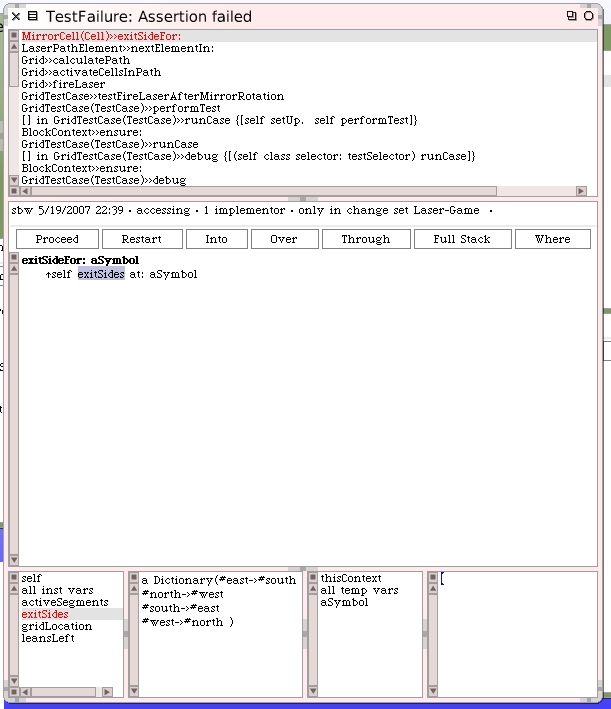 TestFailure: Assertion failed
MirrorCell(Cell)>>exitSideFor:
LaserPathElement>>nextElementIn:
Grid>>calculatePath
Grid>>activateCellsInPath
Grid>>fireLaser
GridTestCase>>testFireLaserAfterMirrorRotation
GridTestCase(TestCase)>>performTest
[] in GridTestCase(TestCase)>>runCase {[self setUp. self performTest]}
BlockContext>>ensure:
GridTestCase(TestCase)>>runCase
[] in GridTestCase(TestCase)>>debug {[(self class selector: testSelector) runCase]}
BlockContext>>ensure:
GridTestCase(TestCase)>>debug
sbw 5/19/2007 22:39 · accessing · 1 implementor · only in change set Laser-Game ·
Proceed Restart Into Over Through Full Stack Where
exitSideFor: aSymbol
↑self exitSides at: aSymbol
self
all inst vars
activeSegments
exitSides
gridLocation
leansLeft
a Dictionary(#east->#south
#north->#west
#south->#east
#west->#north )
thisContext
all temp vars
aSymbol